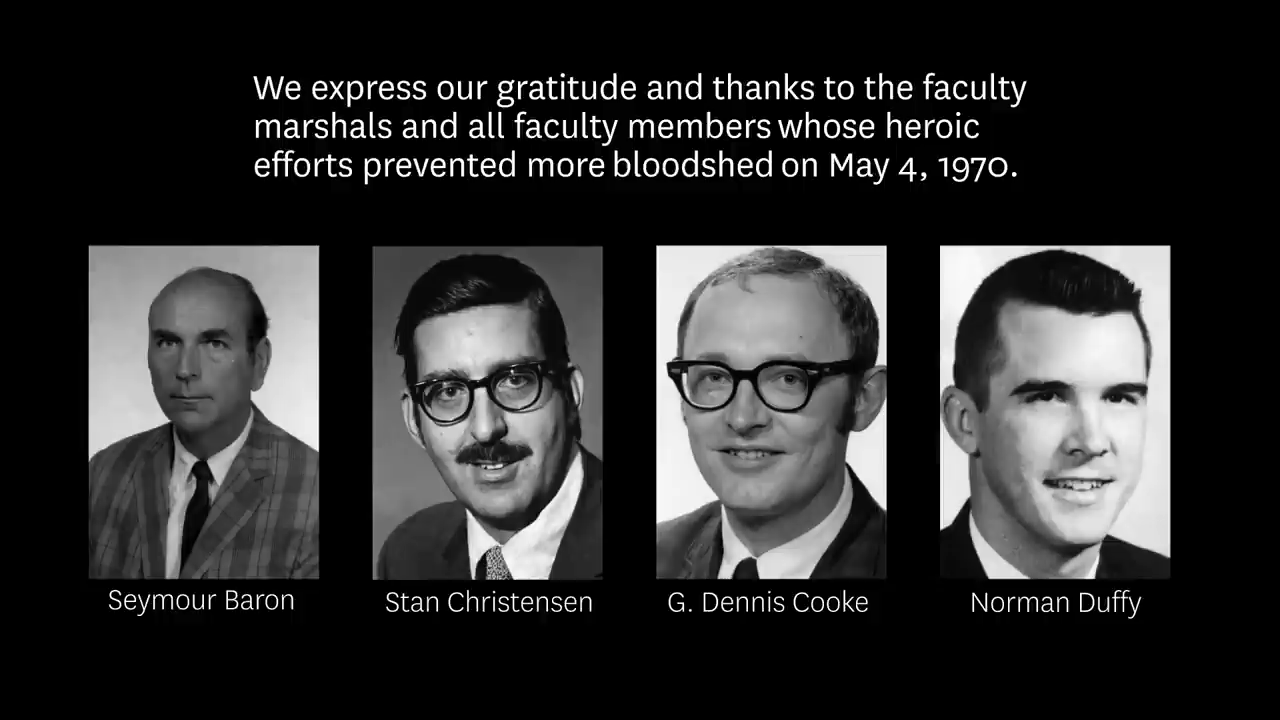 We express our gratitude and thanks to the faculty
marshals and all faculty members whose heroic
efforts prevented more bloodshed on May 4, 1970.
Seymour Baron
Stan Christensen
G. Dennis Cooke
Norman Duffy